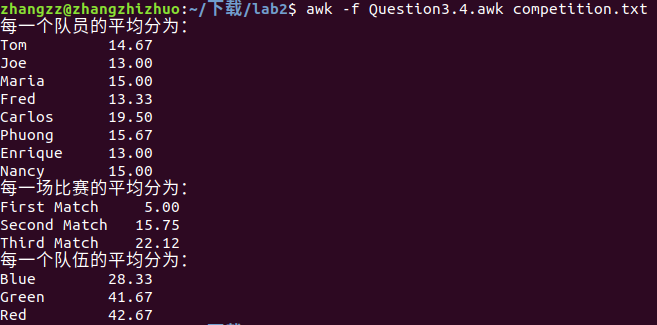 zhangzz@zhangzhizhuo:~/下载/lab2$ awk -f Question3.4.awk competition.txt
每一个队员的平均分为:
Tom 14.67
Joe 13.00
Maria 15.00
Fred 13.33
Carlos 19.50
Phuong 15.67
Enrique 13.00
Nancy 15.00
每一场比赛的平均分为:
First Match 5.00
Second Match 15.75
Third Match 22.12
每一个队伍的平均分为:
Blue 28.33
Green 41.67
Red 42.67